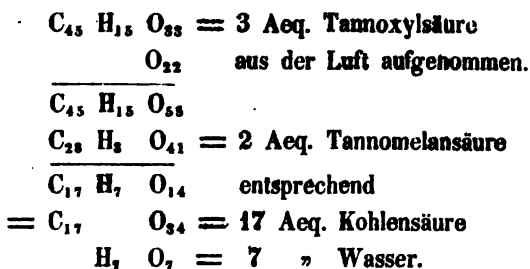 C₄₅ H₁₅ O₃₃ = 3 Aeq. Tannoxylsäure
O₂₂ aus der Luft aufgenommen.
C₄₅ H₁₅ O₅₅
C₂₈ H₈ O₄₁ = 2 Aeq. Tannomelansäure
C₁₇ H₇ O₁₄ entsprechend
= C₁₇ O₃₄ = 17 Aeq. Kohlensäure
H₇ O₇ = 7 „ Wasser.